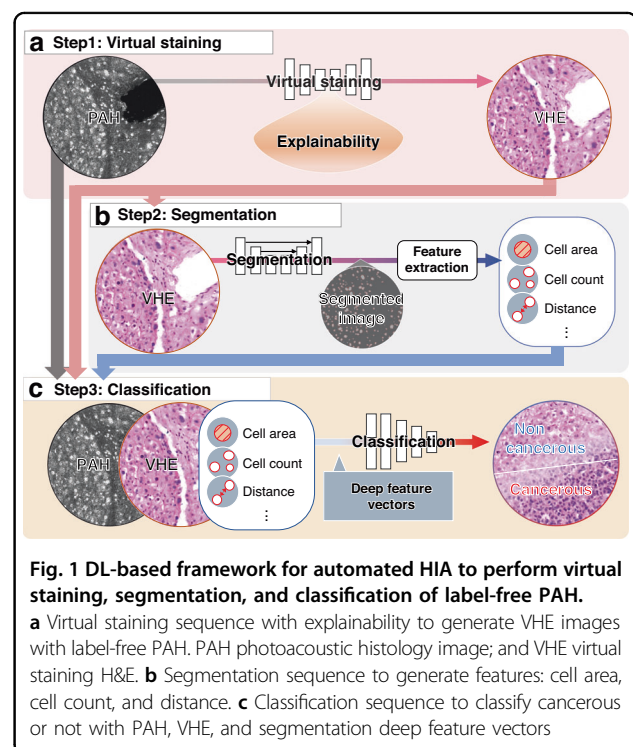 a Step1: Virtual staining
PAH
Virtual staining
Explainability
VHE
b Step2: Segmentation
VHE
Segmentation
Segmented
image
Feature
extraction
Cell area
Cell count
Distance
⋮
c Step3: Classification
PAH
VHE
Cell area
Cell count
Distance
⋮
Classification
Deep feature
vectors
Non
cancerous
Cancerous
Fig. 1 DL-based framework for automated HIA to perform virtual
staining, segmentation, and classification of label-free PAH.
a Virtual staining sequence with explainability to generate VHE images
with label-free PAH. PAH photoacoustic histology image; and VHE virtual
staining H&E. b Segmentation sequence to generate features: cell area,
cell count, and distance. c Classification sequence to classify cancerous
or not with PAH, VHE, and segmentation deep feature vectors